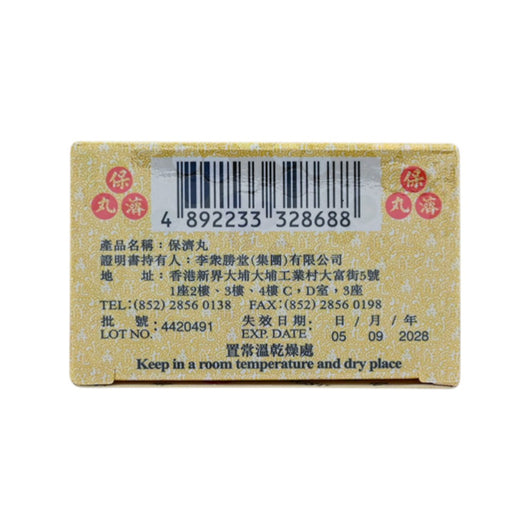 保
丸 濟
保
丸 濟
4 892233 328688
產品名稱：保濟丸
證明書持有人：李衆勝堂(集團)有限公司
地 址：香港新界大埔大埔工業村大富街5號
1座2樓、3樓、4樓C，D室，3座
TEL:(852) 2856 0138 FAX:(852) 2856 0198
批 號：4420491 失效日期：日/月/年
LOT NO. EXP. DATE 05 09 2028
置常溫乾燥處
Keep in a room temperature and dry place